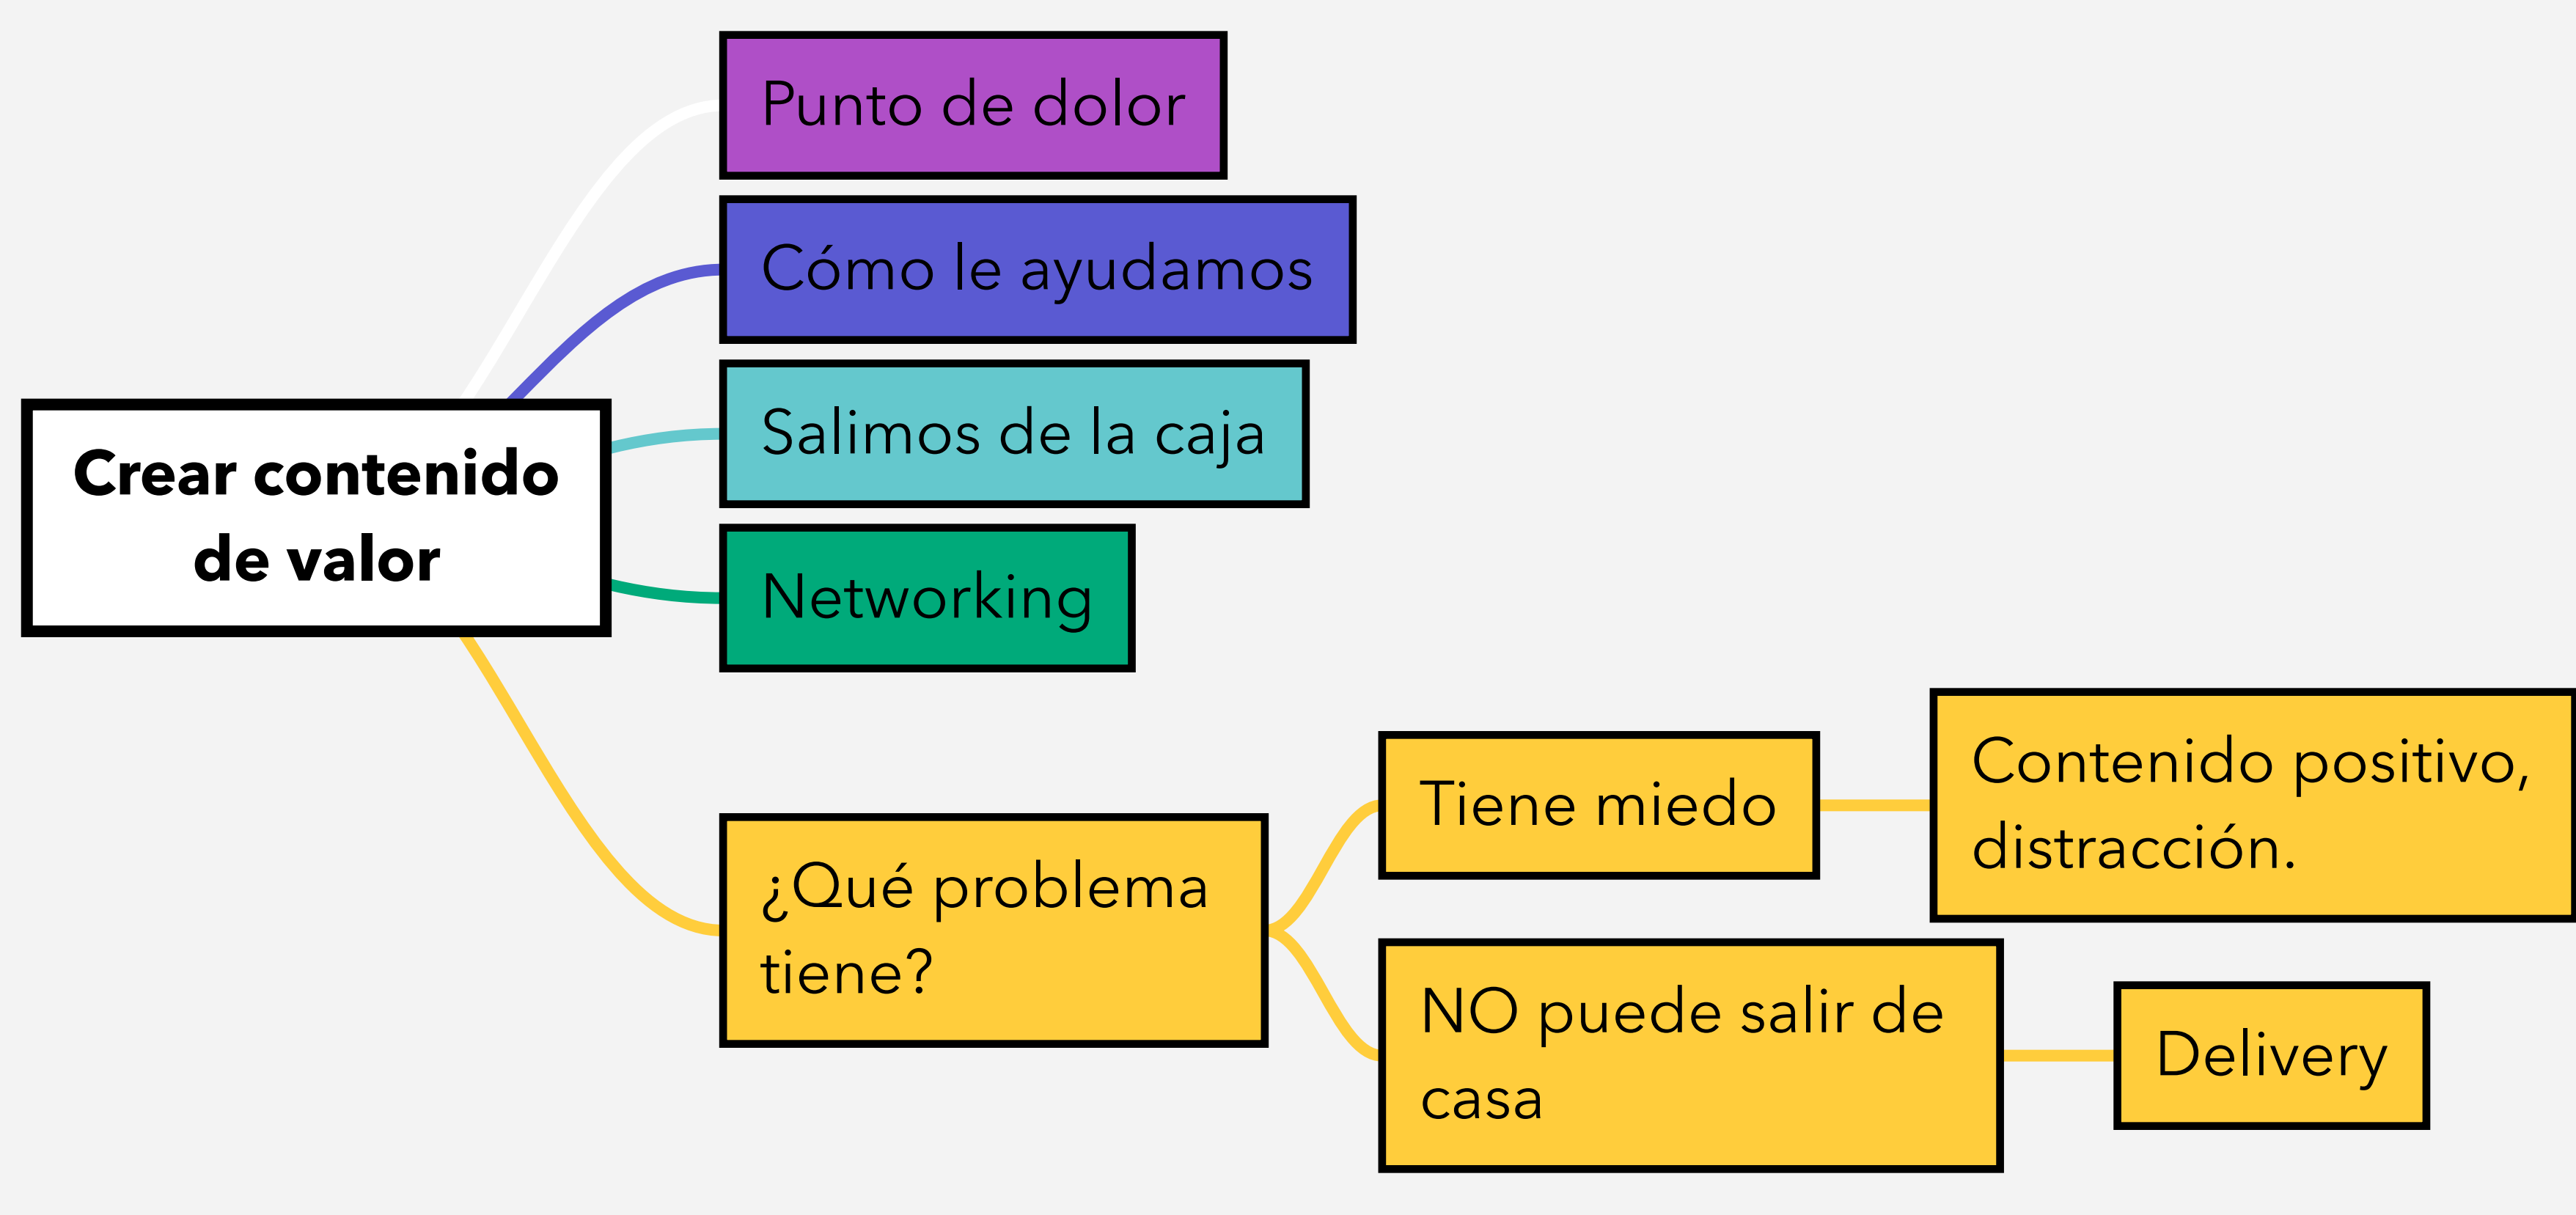 Punto de dolor
Cómo le ayudamos
Salimos de la caja
Crear contenido
de valor
Networking
¿Qué problema
tiene?
Tiene miedo
Contenido positivo,
distracción.
NO puede salir de
casa
Delivery